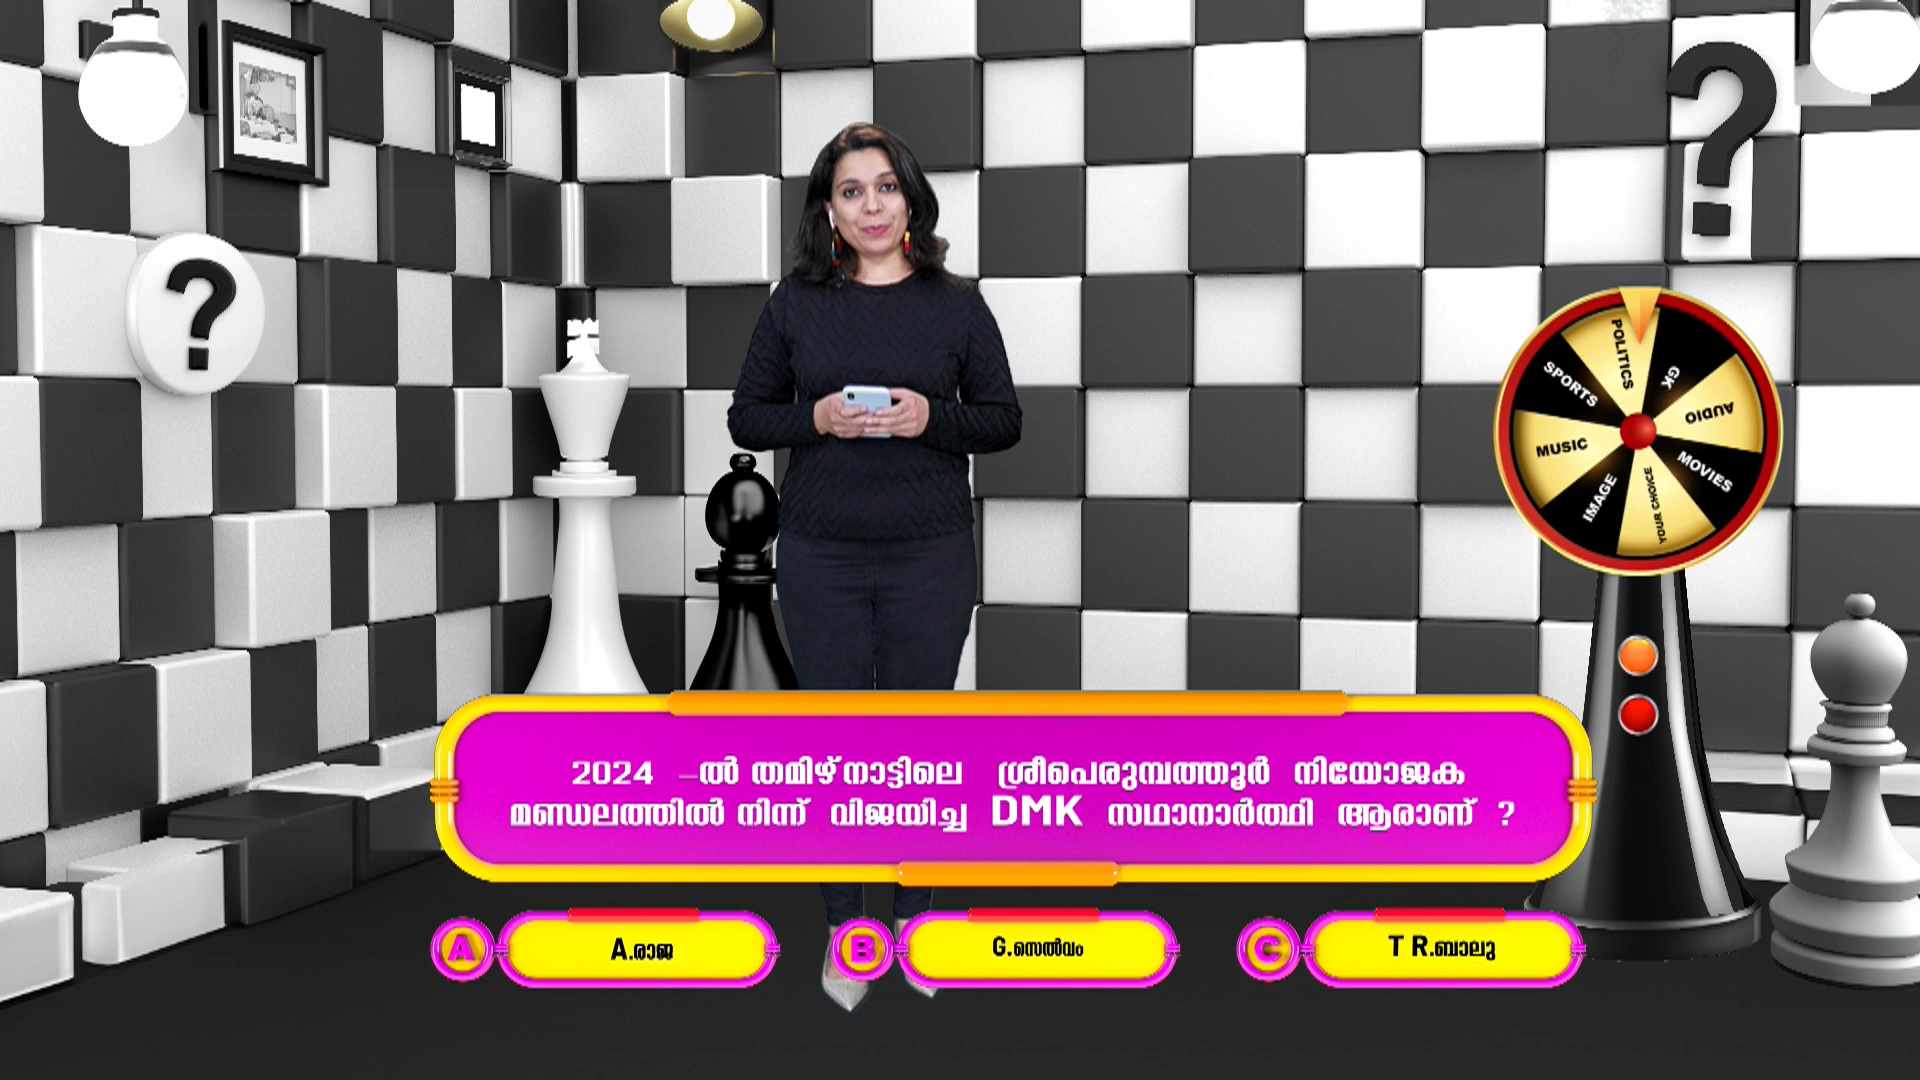 ?
?
POLITICS
GK
AUDIO
MOVIES
YOUR CHOICE
IMAGE
MUSIC
SPORTS
2024 -ൽ തമിഴ്നാട്ടിലെ ശ്രീപെരുമ്പത്തൂർ നിയോജക
മണ്ഡലത്തിൽ നിന്ന് വിജയിച്ച DMK സഥാനാർത്ഥി ആരാണ് ?
A A.രാജ
B G.സെൽവം
C T R.ബാലു